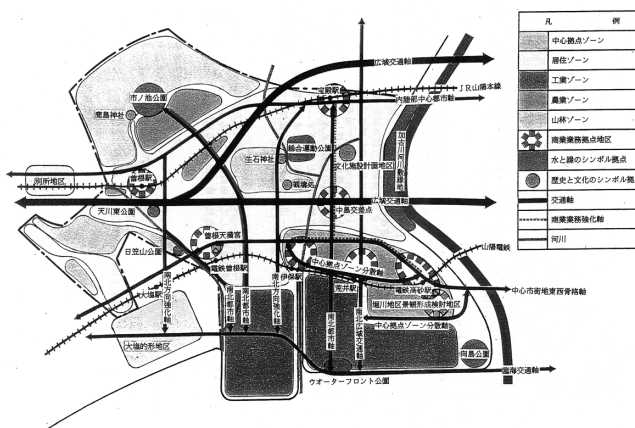 凡　例
中心拠点ゾーン
居住ゾーン
工業ゾーン
農業ゾーン
山林ゾーン
商業業務拠点地区
水と緑のシンボル拠
歴史と文化のシンボル拠
交通軸
商業業務強化軸
河川
広域交通軸
宝殿駅
JR山陽本線
内陸部中心都市軸
市ノ池公園
鹿島神社
加古川河川敷緑地
総合運動公園
生石神社
文化施設計画地区
別所地区
曽根駅
天川東公園
広域交通軸
中島交差点
日笠山公園
曽根天満宮
電鉄曽根駅
伊保駅
中心拠点ゾーン分散軸
山陽電鉄
大塩駅
南北方向強化軸
南北都市軸
南北都市軸
南北方向強化軸
荒井駅
電鉄高砂駅
中心市街地東西骨格軸
堀川地区景観形成検討地区
南北都市軸
南北広域交通軸
中心拠点ゾーン分散軸
大塩的形地区
向島公園
ウオーターフロント公園
臨海交通軸